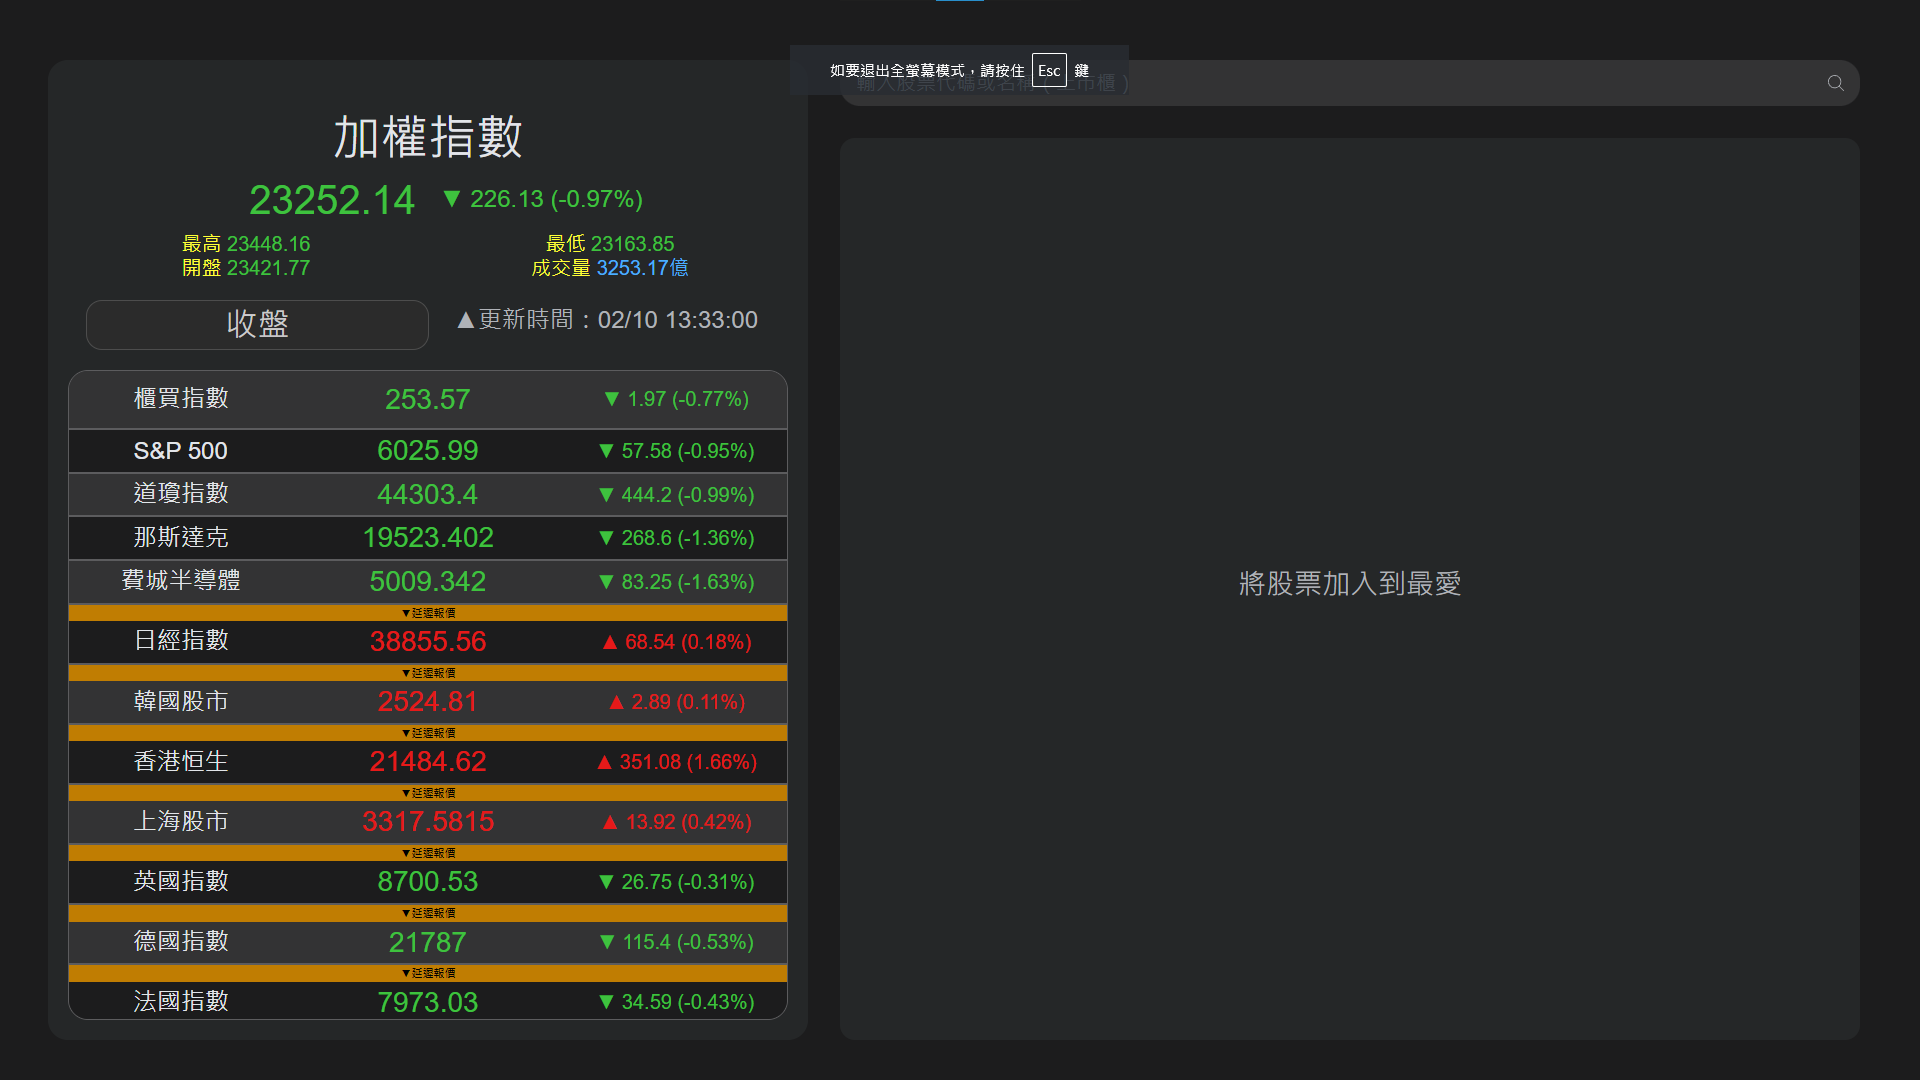 如要退出全螢幕模式，請按住 Esc 鍵
輸入股票代碼或名稱 ( 上市櫃 )
加權指數
23252.14 ▼ 226.13 (-0.97%)
最高 23448.16 最低 23163.85
開盤 23421.77 成交量 3253.17億
收盤 ▲更新時間：02/10 13:33:00
櫃買指數 253.57 ▼ 1.97 (-0.77%)
S&P 500 6025.99 ▼ 57.58 (-0.95%)
道瓊指數 44303.4 ▼ 444.2 (-0.99%)
那斯達克 19523.402 ▼ 268.6 (-1.36%)
費城半導體 5009.342 ▼ 83.25 (-1.63%)
▼延遲報價
日經指數 38855.56 ▲ 68.54 (0.18%)
▼延遲報價
韓國股市 2524.81 ▲ 2.89 (0.11%)
▼延遲報價
香港恒生 21484.62 ▲ 351.08 (1.66%)
▼延遲報價
上海股市 3317.5815 ▲ 13.92 (0.42%)
▼延遲報價
英國指數 8700.53 ▼ 26.75 (-0.31%)
▼延遲報價
德國指數 21787 ▼ 115.4 (-0.53%)
▼延遲報價
法國指數 7973.03 ▼ 34.59 (-0.43%)
將股票加入到最愛